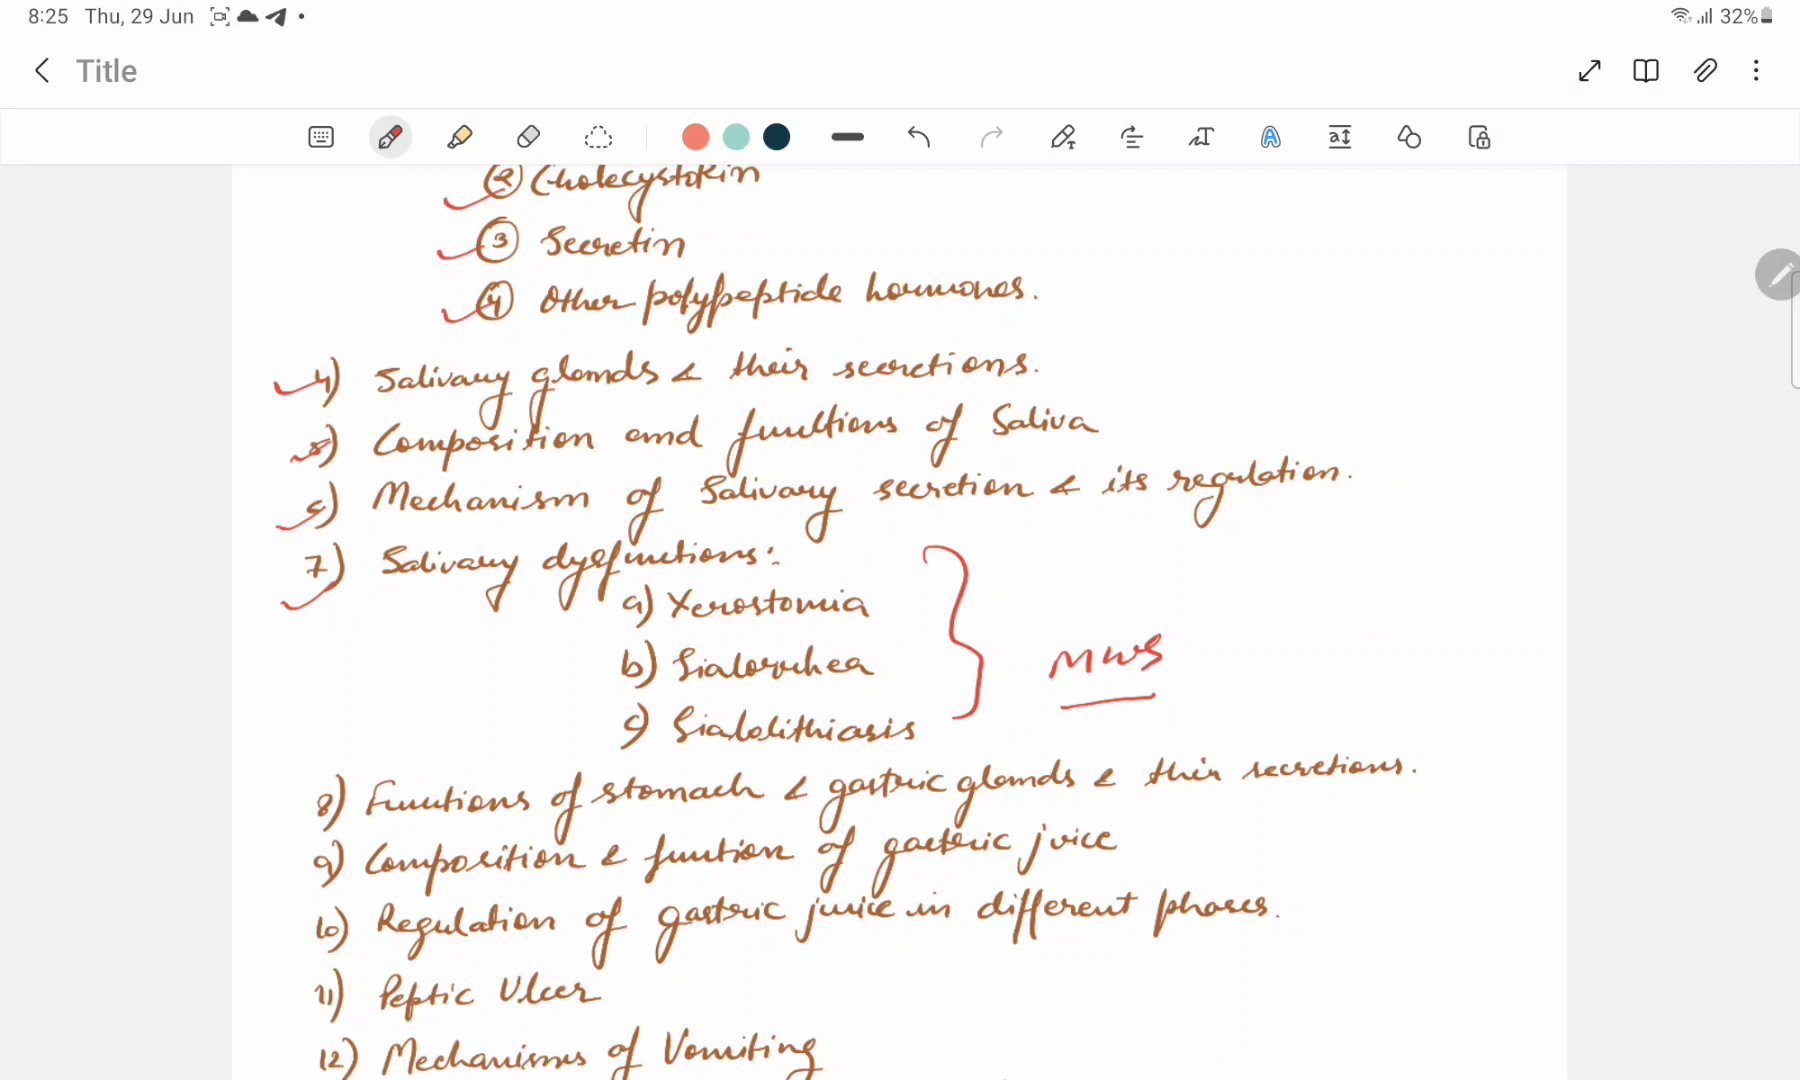 8:25 Thu, 29 Jun 32%
Title
② Cholecystokin
③ Secretin
④ Other polypeptide hormones.
4) Salivary glands & their secretions.
5) Composition and functions of Saliva
6) Mechanism of Salivary secretion & its regulation.
7) Salivary dysfunctions:
a) Xerostomia
b) Sialorrhea
c) Sialolithiasis
8) Functions of stomach & gastric glands & their secretions.
9) Composition & funtion of gastric juice
10) Regulation of gastric juice in different phases.
11) Peptic Ulcer
12) Mechanisms of Vomiting